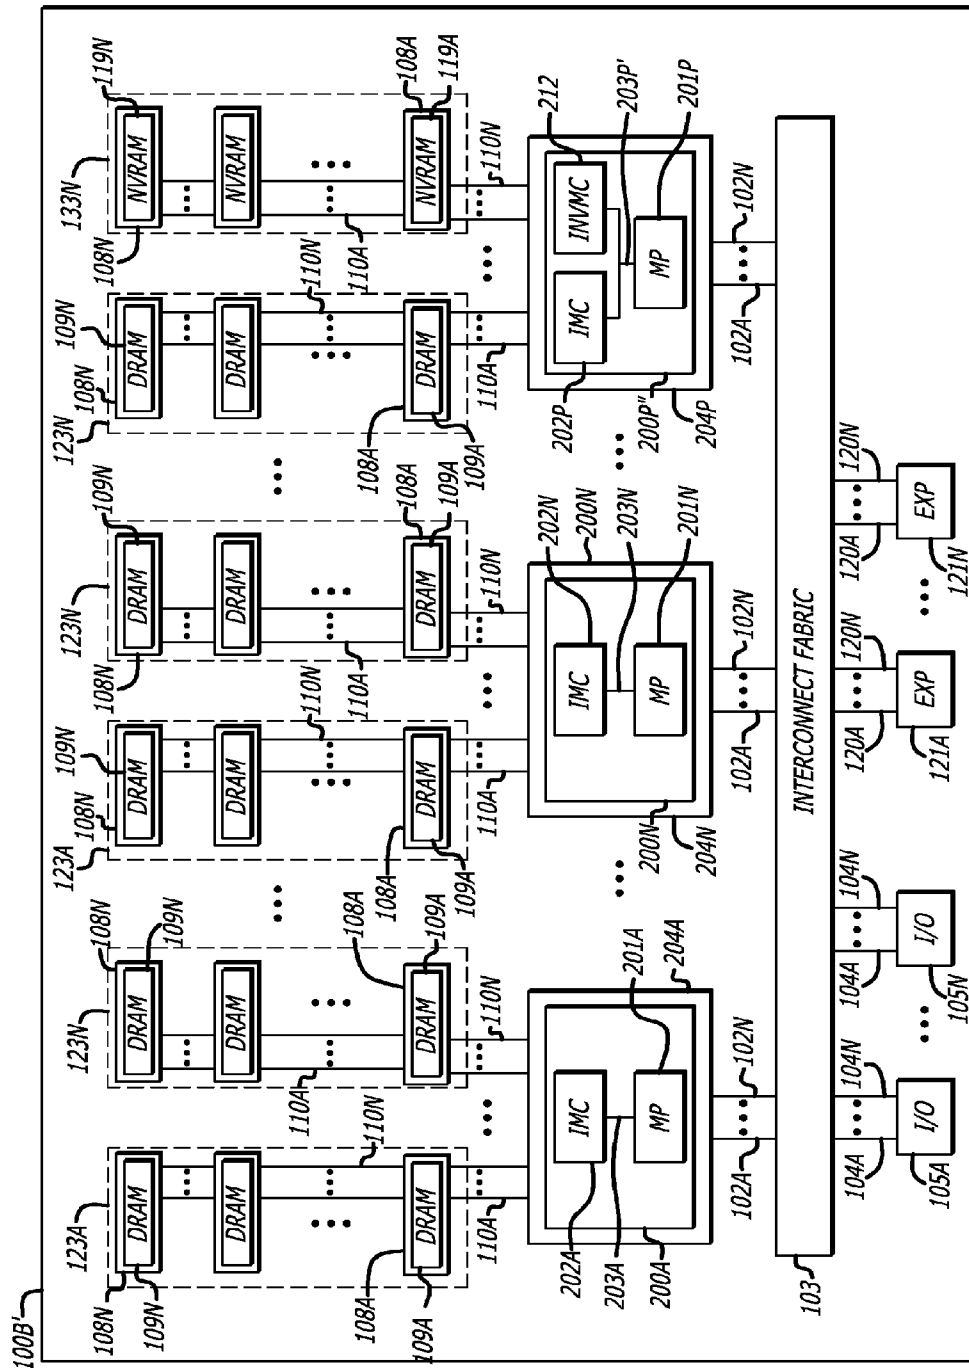 100B'
123A
108N
109N
DRAM
DRAM
DRAM
108A
109A
110N
110A
123N
108N
109N
DRAM
DRAM
DRAM
108A
109A
110A
110N
123A
108N
109N
DRAM
DRAM
DRAM
108A
109A
110N
110A
123N
108N
109N
DRAM
DRAM
DRAM
108A
109A
110A
110N
123N
108N
109N
DRAM
DRAM
DRAM
108A
109A
110N
110A
133N
108N
119N
NVRAM
NVRAM
NVRAM
108A
119A
110A
110N
IMC
MP
202A
203A
200A
201A
204A
102A
102N
IMC
MP
202N
200N
203N
201N
200N
204N
102A
102N
IMC
INVMC
MP
212
203P'
201P
202P
200P"
204P
102A
102N
103
INTERCONNECT FABRIC
104A
104N
I/O
105A
104A
104N
I/O
105N
120A
120N
EXP
121A
120A
120N
EXP
121N